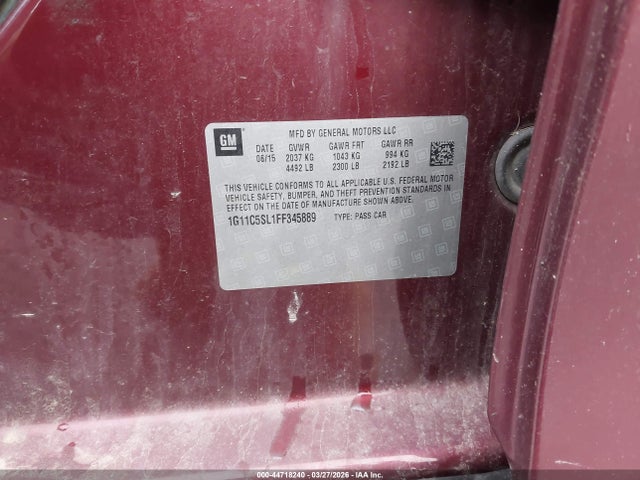 GM
MFD BY GENERAL MOTORS LLC
DATE GVWR GAWR FRT GAWR RR
06/15 2037 KG 1043 KG 994 KG
4492 LB 2300 LB 2192 LB
THIS VEHICLE CONFORMS TO ALL APPLICABLE U.S. FEDERAL MOTOR
VEHICLE SAFETY, BUMPER, AND THEFT PREVENTION STANDARDS
IN EFFECT ON THE DATE OF MANUFACTURE SHOWN ABOVE.
1G11C5SL1FF345889 TYPE: PASS CAR
000-44718240 - 03/27/2026 - IAA Inc.